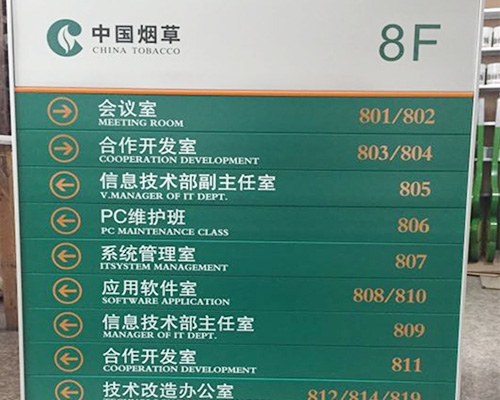 中国烟草
CHINA TOBACCO
8F
会议室
MEETING ROOM
801/802
合作开发室
COOPERATION DEVELOPMENT
803/804
信息技术部副主任室
V.MANAGER OF IT DEPT.
805
PC维护班
PC MAINTENANCE CLASS
806
系统管理室
ITSYSTEM MANAGEMENT
807
应用软件室
SOFTWARE APPLICATION
808/810
信息技术部主任室
MANAGER OF IT DEPT.
809
合作开发室
COOPERATION DEVELOPMENT
811
技术改造办公室
812/814/819